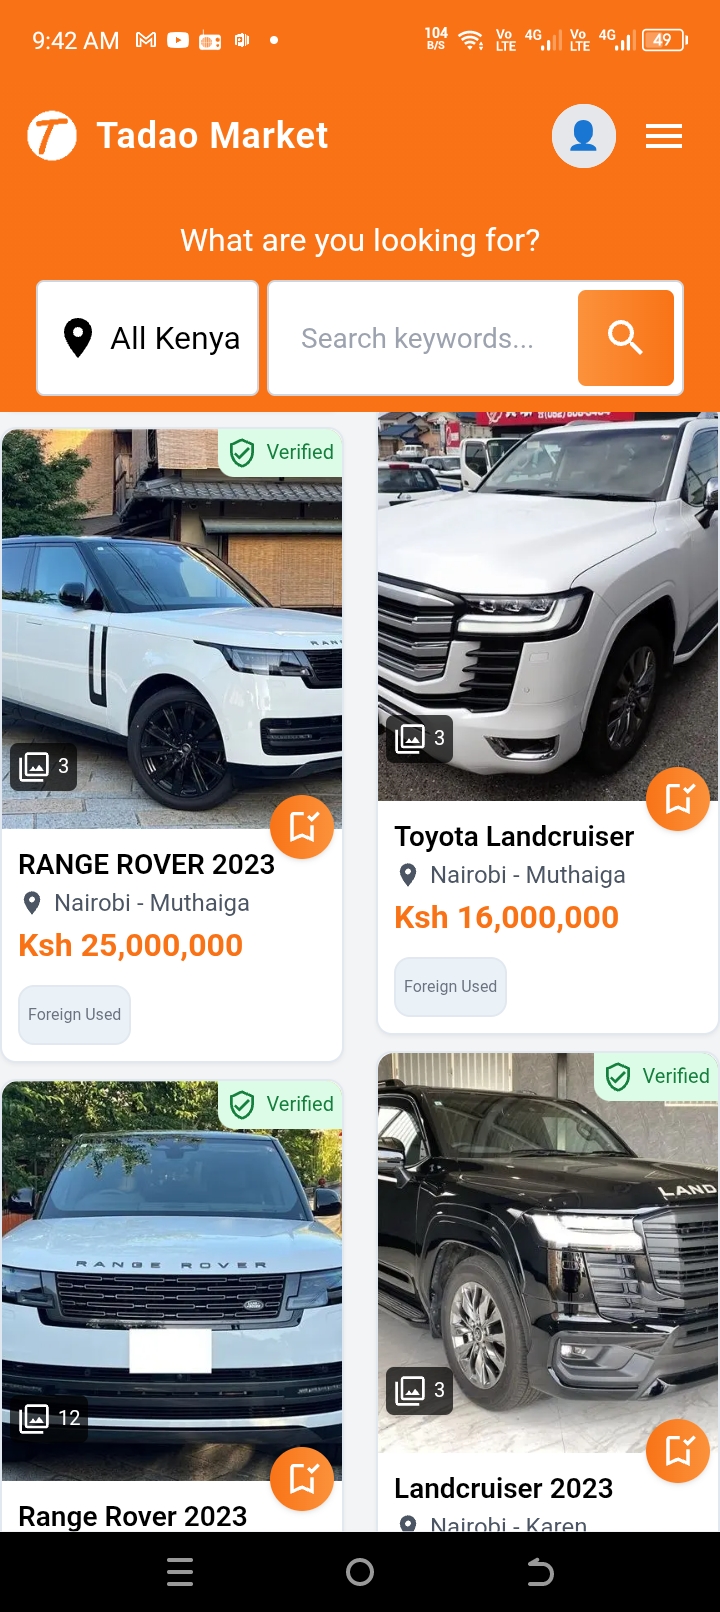 9:42 AM
104 B/S
Vo LTE 4G Vo LTE 4G 49
T Tadao Market
What are you looking for?
All Kenya
Search keywords...
Verified
3
RANGE ROVER 2023
Nairobi - Muthaiga
Ksh 25,000,000
Foreign Used
3
Toyota Landcruiser
Nairobi - Muthaiga
Ksh 16,000,000
Foreign Used
Verified
RANGE ROVER
12
Range Rover 2023
Verified
LAND
3
Landcruiser 2023
Nairobi - Karen